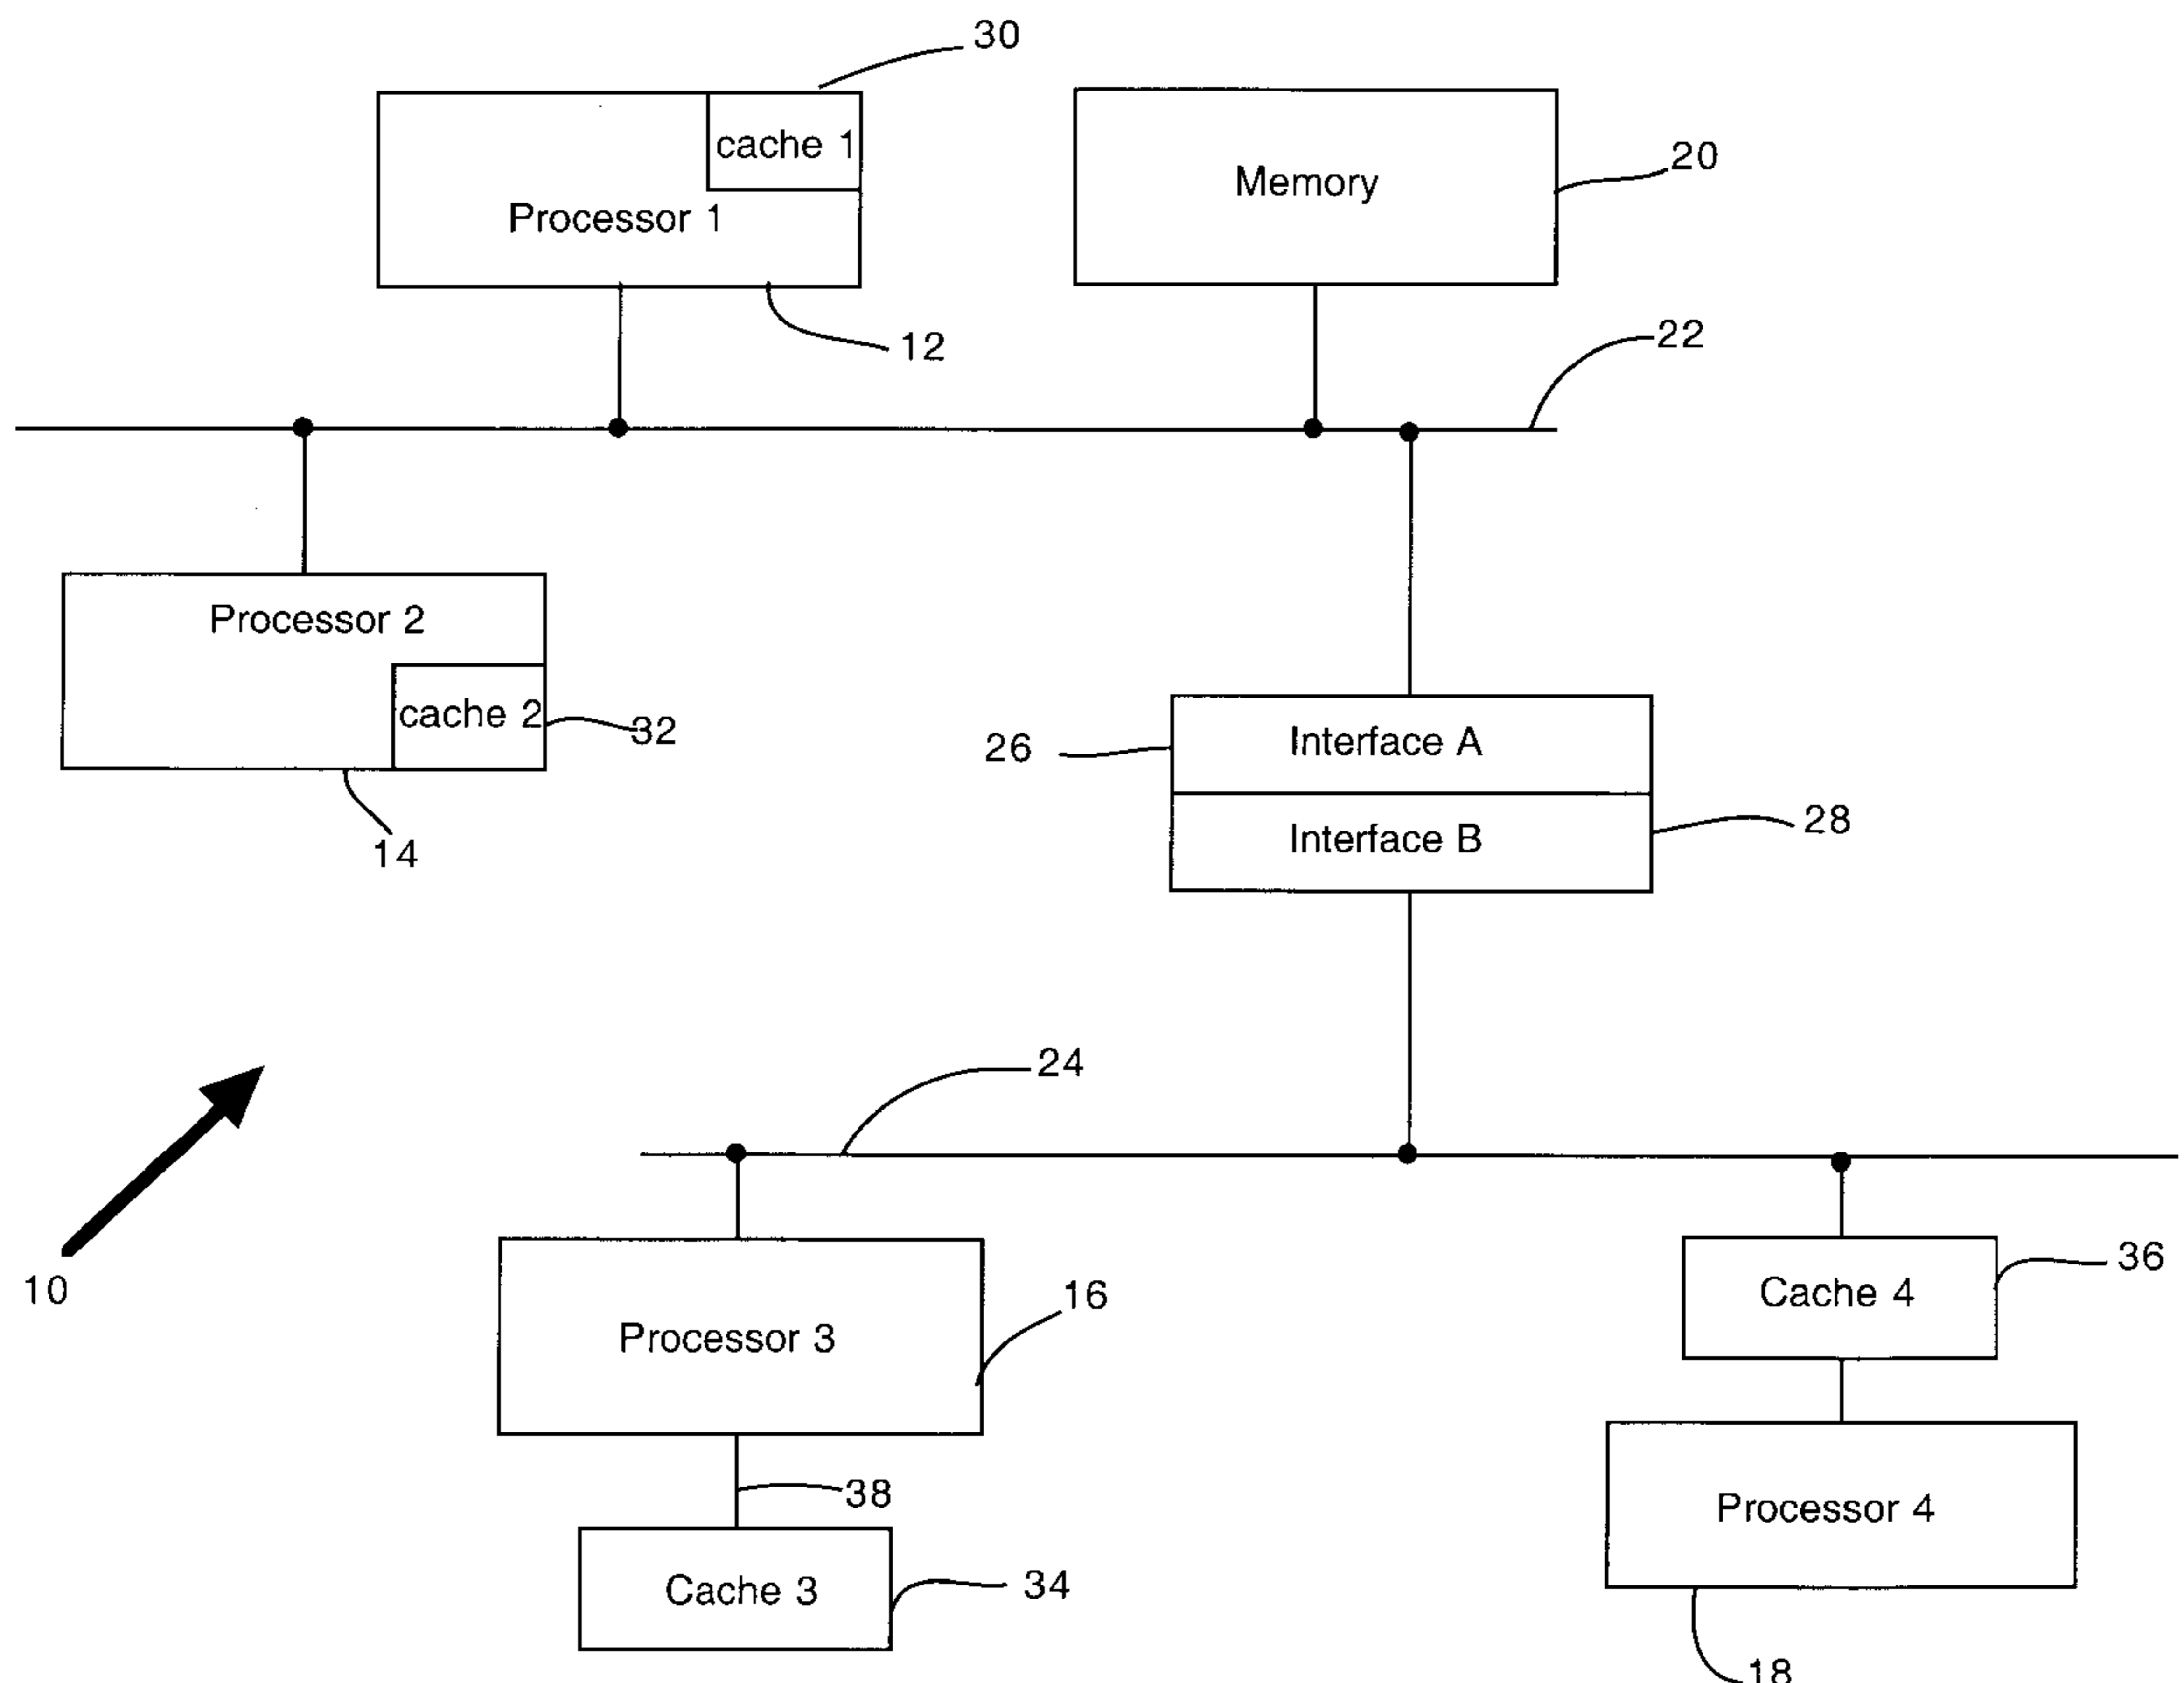 30
cache 1
Memory
20
Processor 1
12
22
Processor 2
cache 2
32
26
Interface A
Interface B
28
14
24
10
16
Processor 3
Cache 4
36
38
Processor 4
Cache 3
34
18